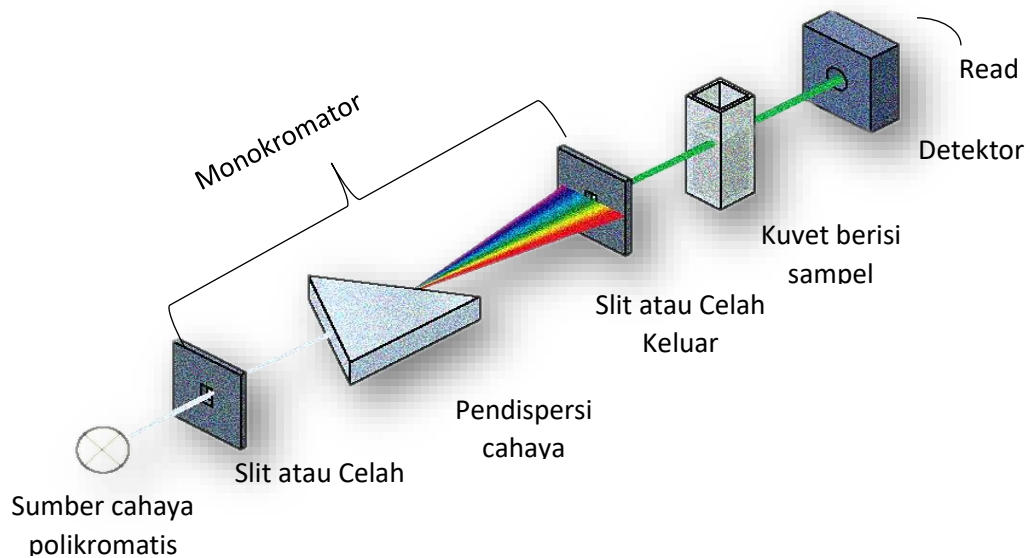 Read
Detektor
Monokromator
Kuvet berisi
sampel
Slit atau Celah
Keluar
Pendispersi
cahaya
Slit atau Celah
Sumber cahaya
polikromatis